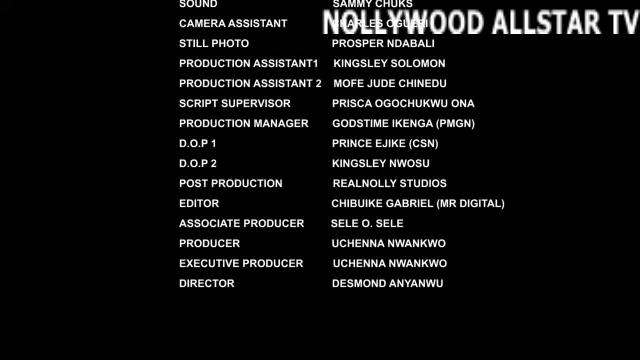 SOUND SAMMY CHUKS
NOLLYWOOD ALLSTAR TV
CAMERA ASSISTANT CHARLES OGUERI
STILL PHOTO PROSPER NDABALI
PRODUCTION ASSISTANT1 KINGSLEY SOLOMON
PRODUCTION ASSISTANT 2 MOFE JUDE CHINEDU
SCRIPT SUPERVISOR PRISCA OGOCHUKWU ONA
PRODUCTION MANAGER GODSTIME IKENGA (PMGN)
D.O.P 1 PRINCE EJIKE (CSN)
D.O.P 2 KINGSLEY NWOSU
POST PRODUCTION REALNOLLY STUDIOS
EDITOR CHIBUIKE GABRIEL (MR DIGITAL)
ASSOCIATE PRODUCER SELE O. SELE
PRODUCER UCHENNA NWANKWO
EXECUTIVE PRODUCER UCHENNA NWANKWO
DIRECTOR DESMOND ANYANWU